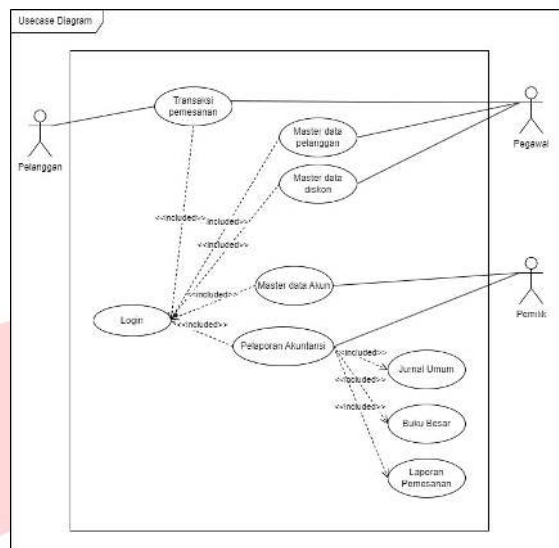 Usecase Diagram
Transaksi
pemesanan
Pelanggan
Master data
pelanggan
Pegawai
Master data
diskon
<<included>>
included>>
<<included>>
Master data Akun
<<included>>
Pemilik
Login
<<included>>
Pelaporan Akuntansi
<<included>>
Jurnal Umum
<<included>>
<<included>>
Buku Besar
Laporan
Pemesanan